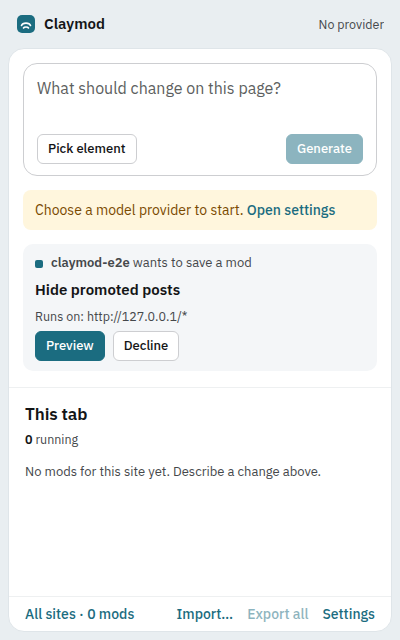 Claymod
No provider
What should change on this page?
Pick element
Generate
Choose a model provider to start. Open settings
claymod-e2e wants to save a mod
Hide promoted posts
Runs on: http://127.0.0.1/*
Preview
Decline
This tab
0 running
No mods for this site yet. Describe a change above.
All sites · 0 mods
Import...
Export all
Settings